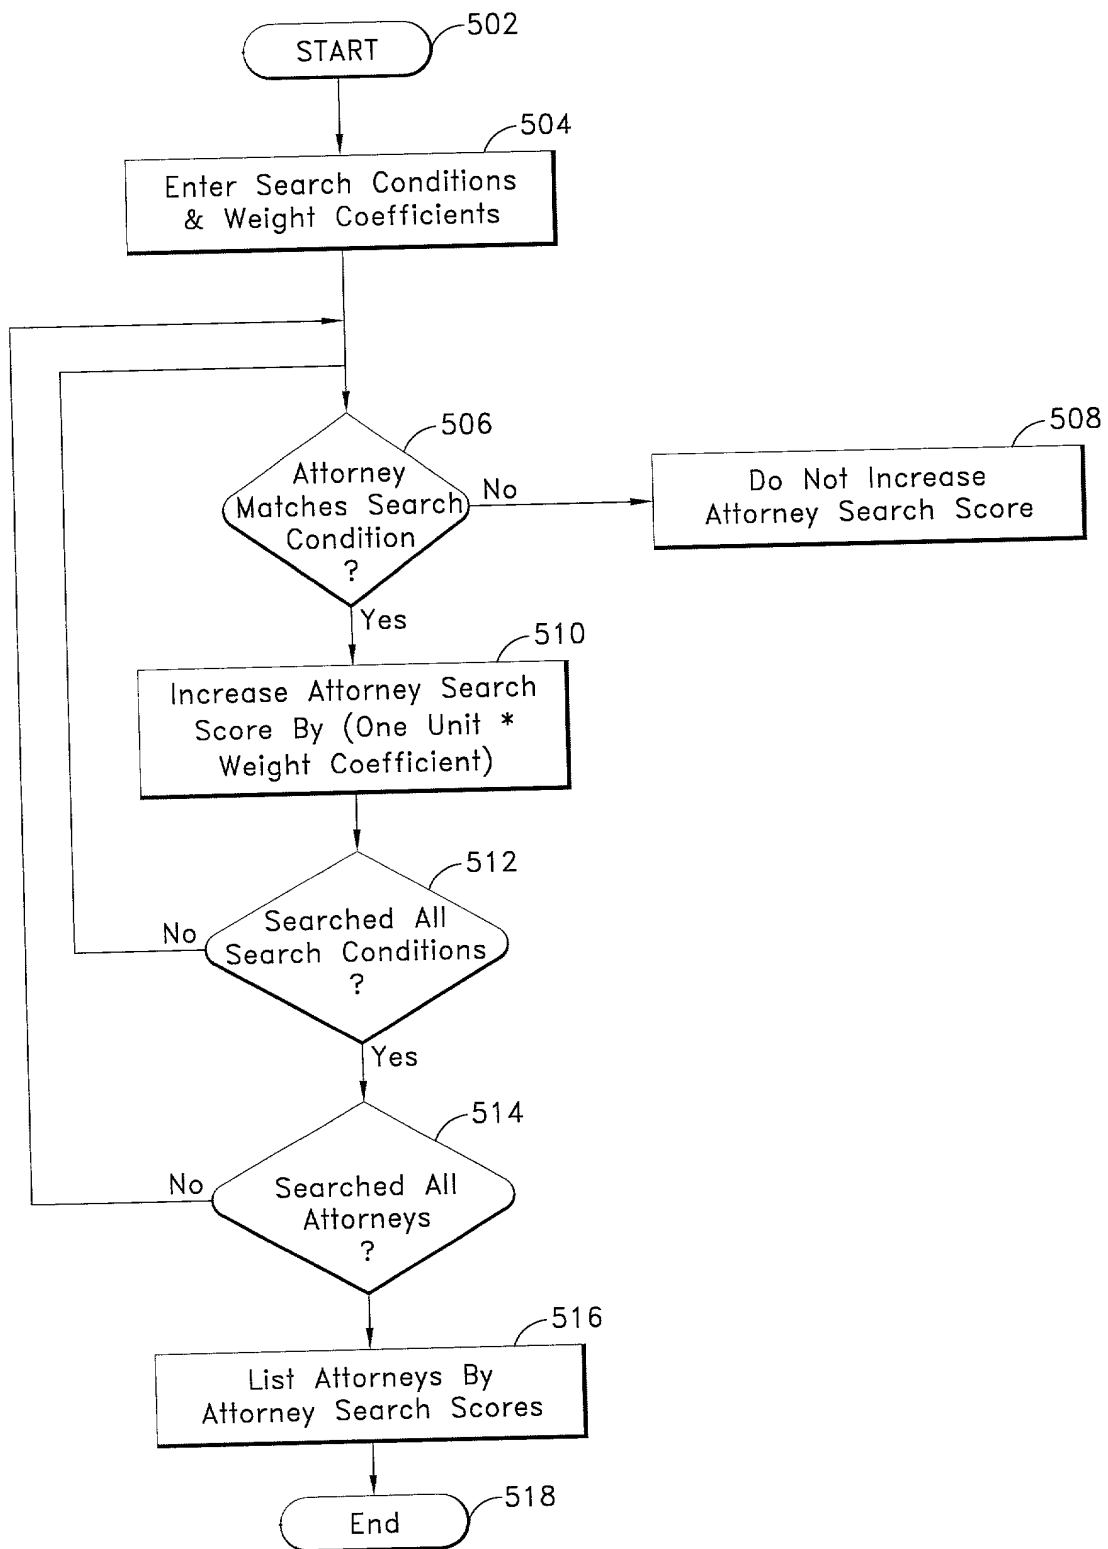 START
502
504
Enter Search Conditions
& Weight Coefficients
506
Attorney
Matches Search
Condition
?
No
508
Do Not Increase
Attorney Search Score
Yes
510
Increase Attorney Search
Score By (One Unit *
Weight Coefficient)
512
Searched All
Search Conditions
?
No
Yes
514
Searched All
Attorneys
?
No
516
List Attorneys By
Attorney Search Scores
End
518